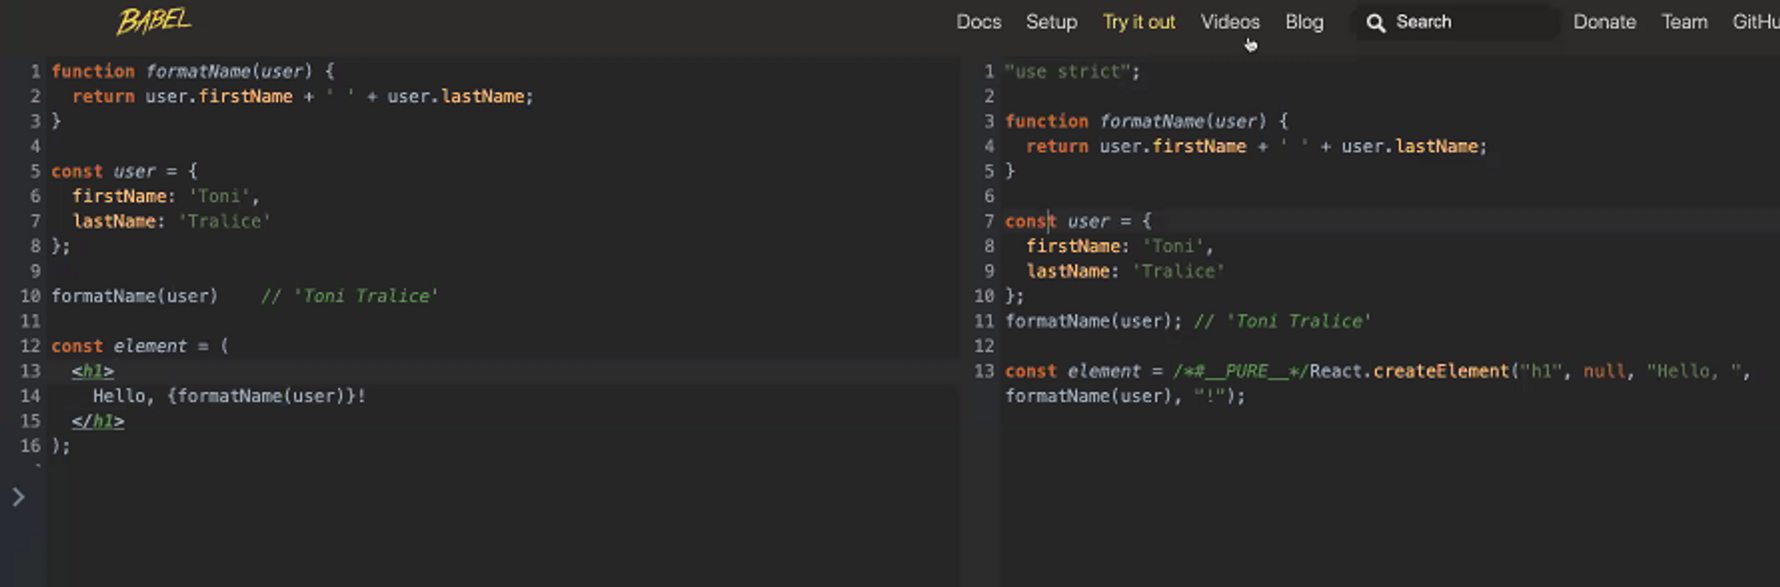 BABEL Docs Setup Try it out Videos Blog Search Donate Team GitHu
1 function formatName(user) {
2 return user.firstName + ' ' + user.lastName;
3 }
4
5 const user = {
6 firstName: 'Toni',
7 lastName: 'Tralice'
8 };
9
10 formatName(user) // 'Toni Tralice'
11
12 const element = (
13 <h1>
14 Hello, {formatName(user)}!
15 </h1>
16 );
1 "use strict";
2
3 function formatName(user) {
4 return user.firstName + ' ' + user.lastName;
5 }
6
7 const user = {
8 firstName: 'Toni',
9 lastName: 'Tralice'
10 };
11 formatName(user); // 'Toni Tralice'
12
13 const element = /*#__PURE__*/React.createElement("h1", null, "Hello, ",
formatName(user), "!");